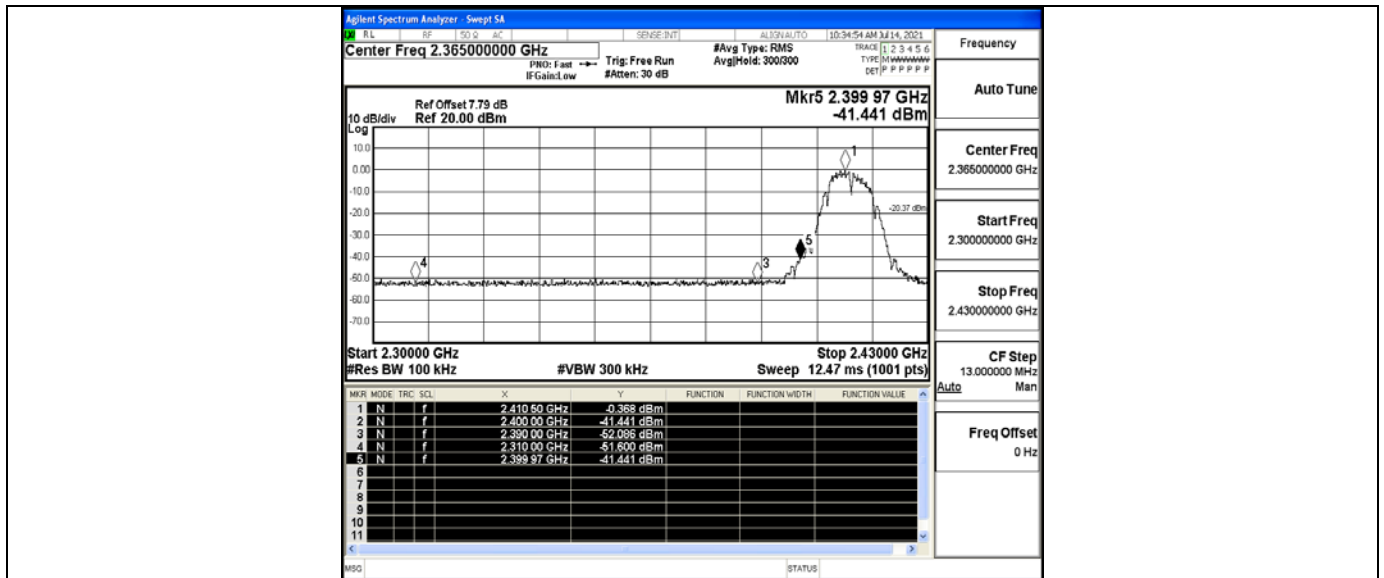 Agilent Spectrum Analyzer - Swept SA
RL RF 50 Ω AC SENSE:INT ALIGNAUTO 10:34:54 AM Jul 14, 2021
Center Freq 2.365000000 GHz
PNO: Fast
IFGain:Low
Trig: Free Run
#Atten: 30 dB
#Avg Type: RMS
Avg|Hold: 300/300
TRACE 1 2 3 4 5 6
TYPE M W W W W W
DET P P P P P P
Mkr5 2.399 97 GHz
-41.441 dBm
Ref Offset 7.79 dB
10 dB/div Ref 20.00 dBm
Log
10.0
0.00
-10.0
-20.0
-30.0
-40.0
-50.0
-60.0
-70.0
1
-20.37 dBm
5
4
3
Start 2.30000 GHz Stop 2.43000 GHz
#Res BW 100 kHz #VBW 300 kHz Sweep 12.47 ms (1001 pts)
MKR MODE TRC SCL X Y FUNCTION FUNCTION WIDTH FUNCTION VALUE
1 N f 2.410 50 GHz -0.368 dBm
2 N f 2.400 00 GHz -41.441 dBm
3 N f 2.390 00 GHz -52.086 dBm
4 N f 2.310 00 GHz -51.600 dBm
5 N f 2.399 97 GHz -41.441 dBm
6
7
8
9
10
11
MSG STATUS
Frequency
Auto Tune
Center Freq
2.365000000 GHz
Start Freq
2.300000000 GHz
Stop Freq
2.430000000 GHz
CF Step
13.000000 MHz
Auto Man
Freq Offset
0 Hz